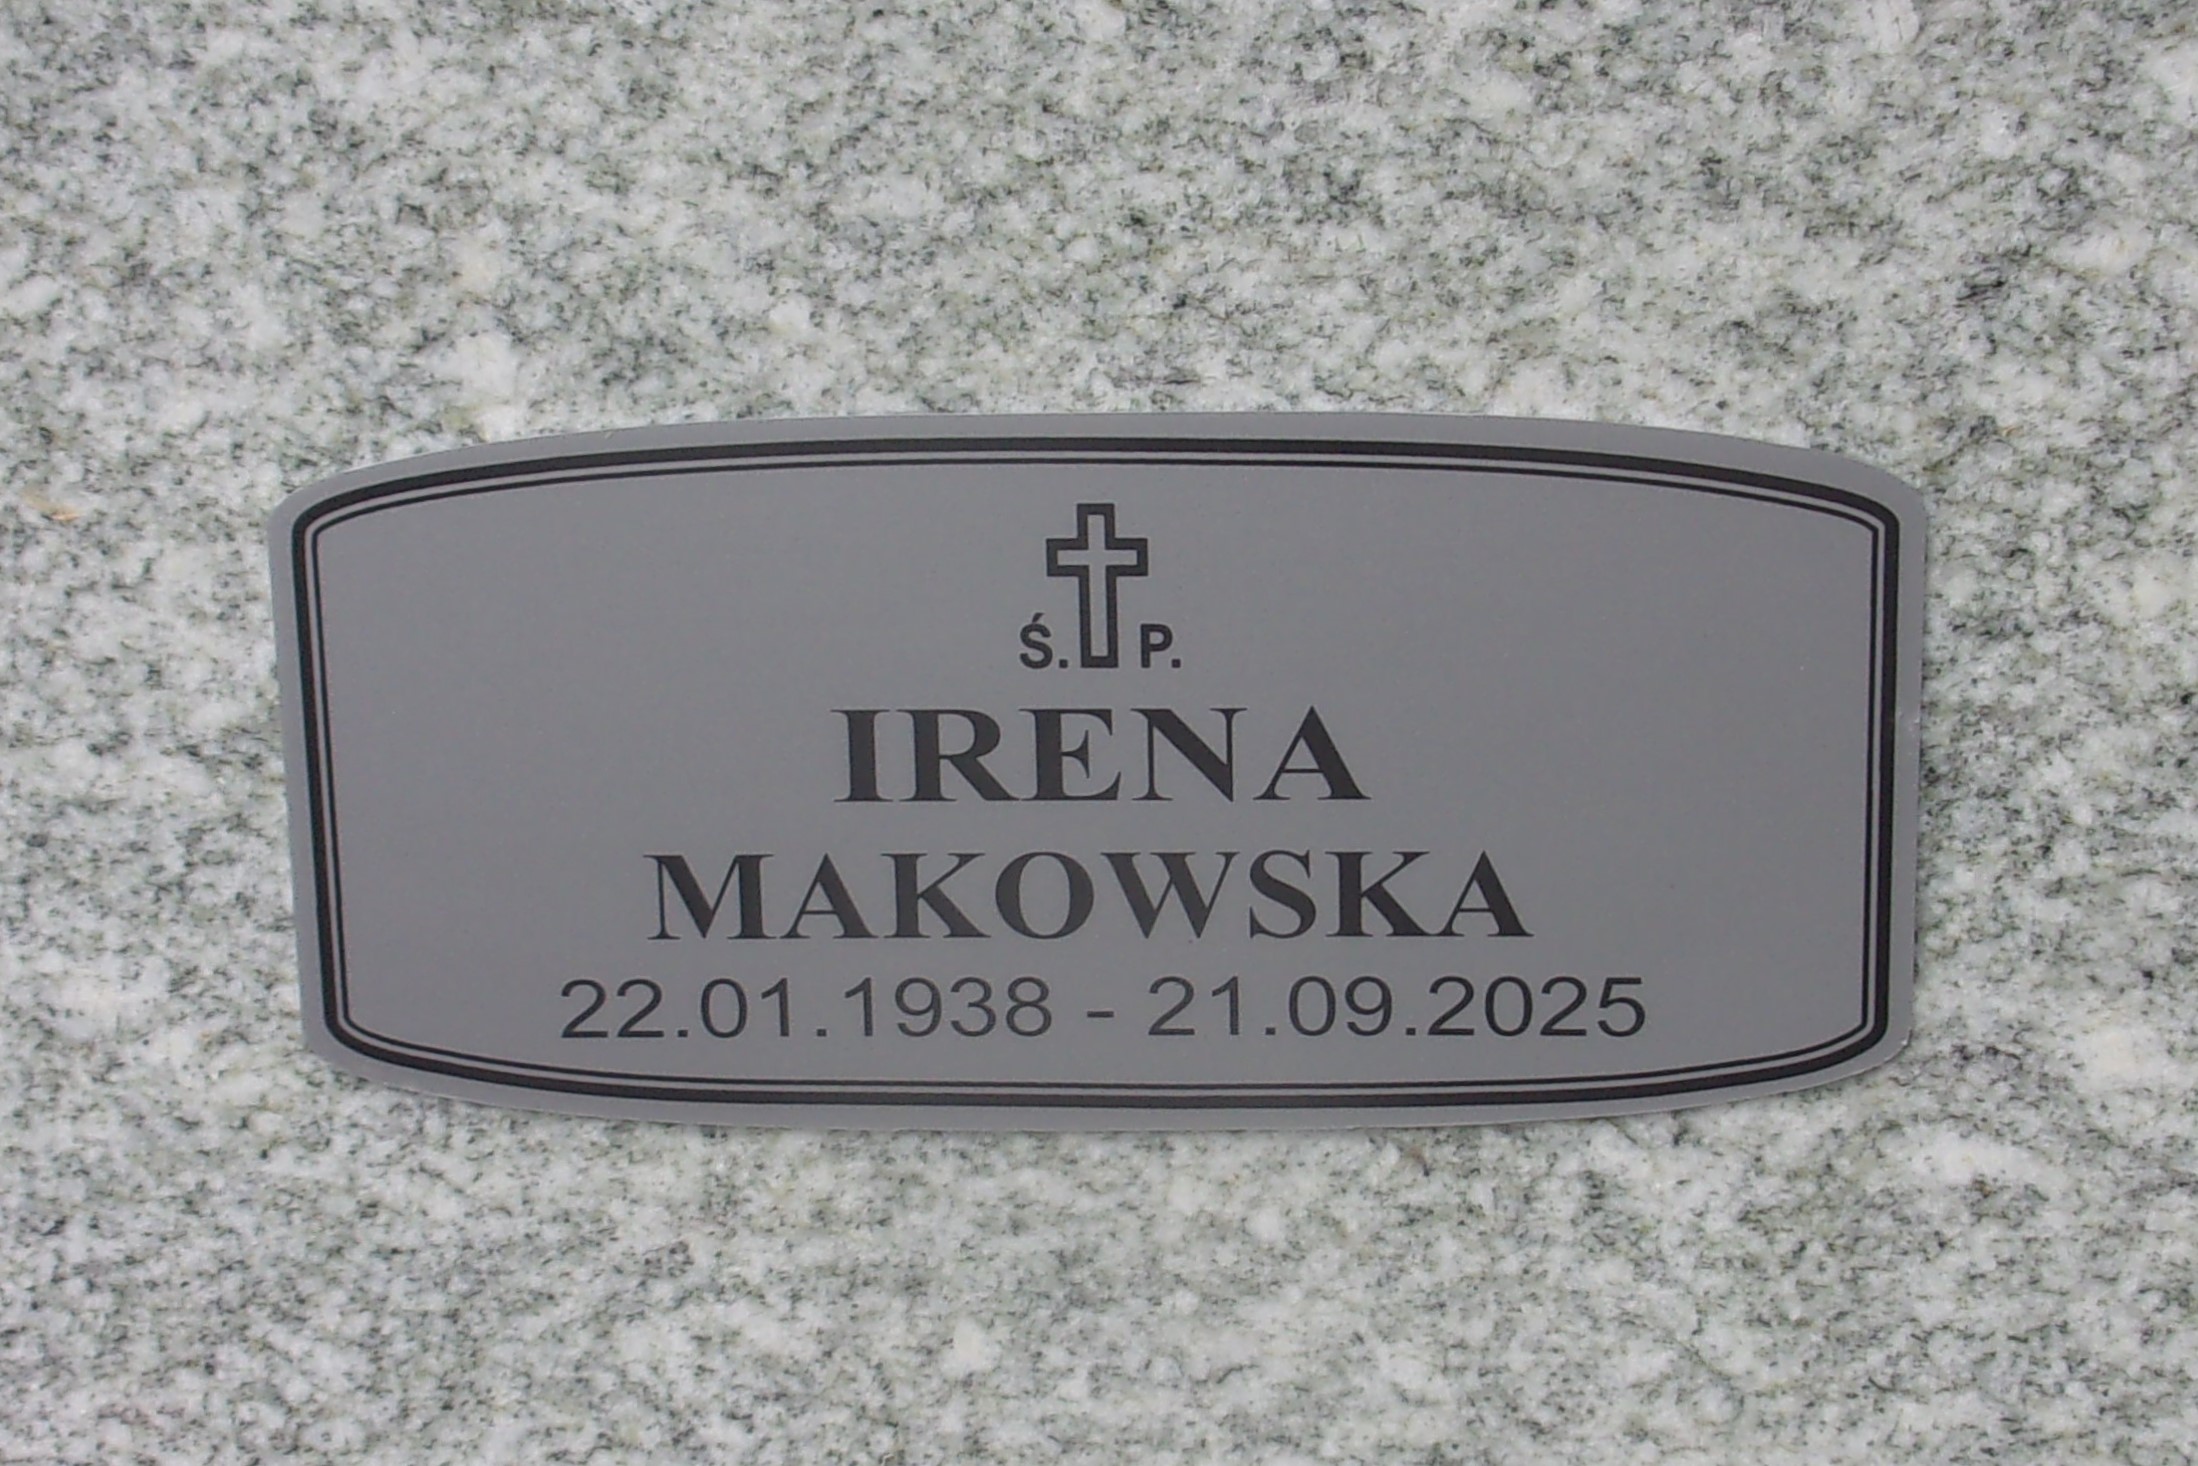 Ś. P.
IRENA
MAKOWSKA
22.01.1938 - 21.09.2025